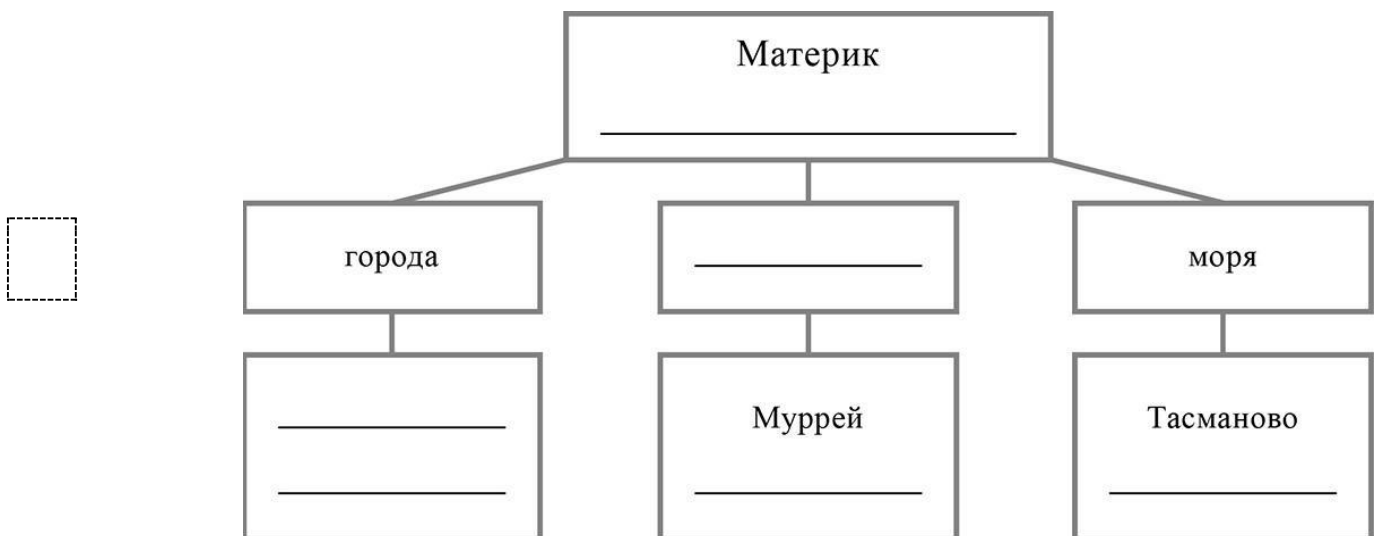 Материк
города
моря
Муррей
Тасманово